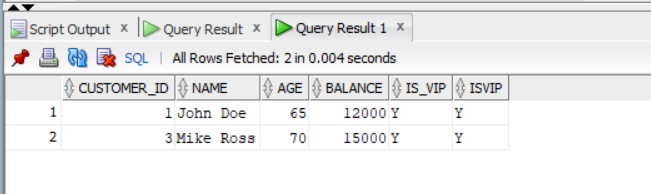 Script Output x Query Result x Query Result 1 x
SQL | All Rows Fetched: 2 in 0.004 seconds
CUSTOMER_ID NAME AGE BALANCE IS_VIP ISVIP
1 1 John Doe 65 12000 Y Y
2 3 Mike Ross 70 15000 Y Y